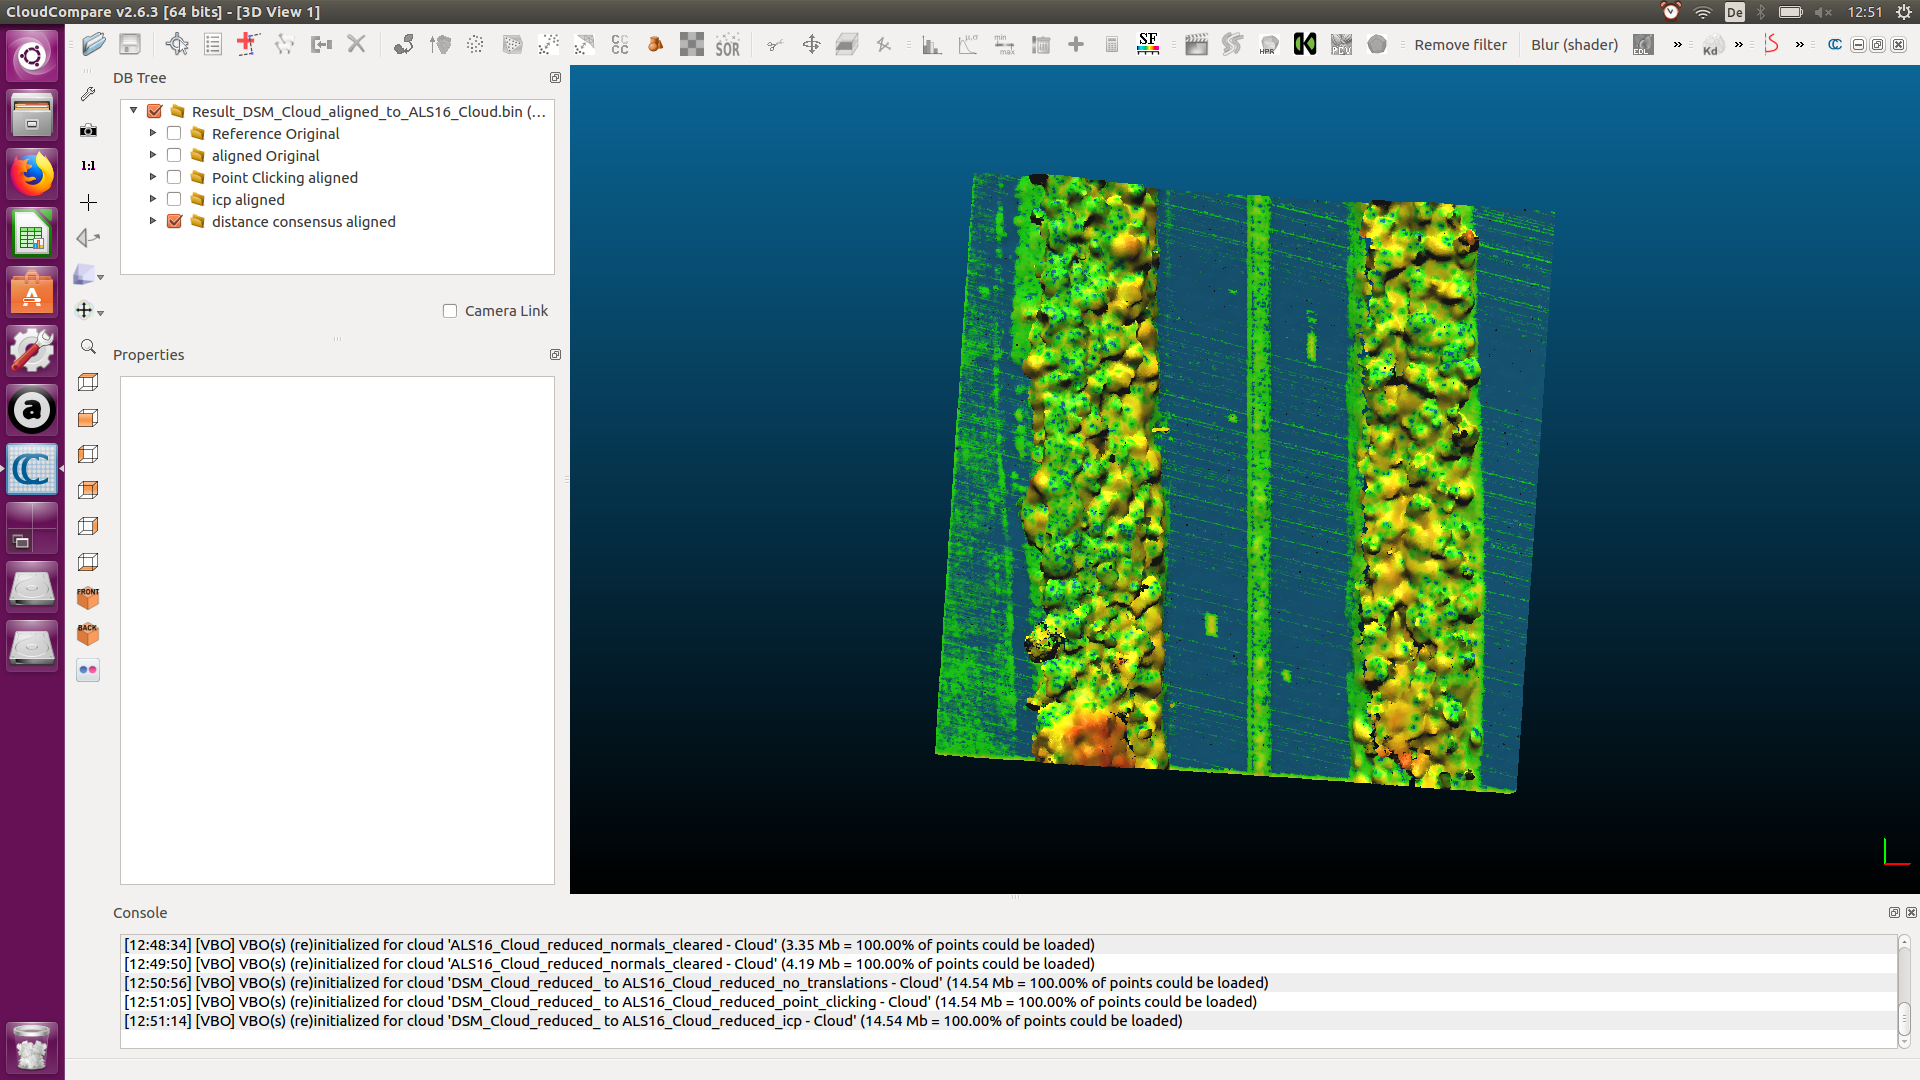 CloudCompare v2.6.3 [64 bits] - [3D View 1]
De
12:51
SOR
SF
Remove filter
Blur (shader)
Kd
DB Tree
Result_DSM_Cloud_aligned_to_ALS16_Cloud.bin (...
Reference Original
aligned Original
Point Clicking aligned
icp aligned
distance consensus aligned
1:1
Camera Link
Properties
FRONT
BACK
Console
[12:48:34] [VBO] VBO(s) (re)initialized for cloud 'ALS16_Cloud_reduced_normals_cleared - Cloud' (3.35 Mb = 100.00% of points could be loaded)
[12:49:50] [VBO] VBO(s) (re)initialized for cloud 'ALS16_Cloud_reduced_normals_cleared - Cloud' (4.19 Mb = 100.00% of points could be loaded)
[12:50:56] [VBO] VBO(s) (re)initialized for cloud 'DSM_Cloud_reduced_ to ALS16_Cloud_reduced_no_translations - Cloud' (14.54 Mb = 100.00% of points could be loaded)
[12:51:05] [VBO] VBO(s) (re)initialized for cloud 'DSM_Cloud_reduced_ to ALS16_Cloud_reduced_point_clicking - Cloud' (14.54 Mb = 100.00% of points could be loaded)
[12:51:14] [VBO] VBO(s) (re)initialized for cloud 'DSM_Cloud_reduced_ to ALS16_Cloud_reduced_icp - Cloud' (14.54 Mb = 100.00% of points could be loaded)